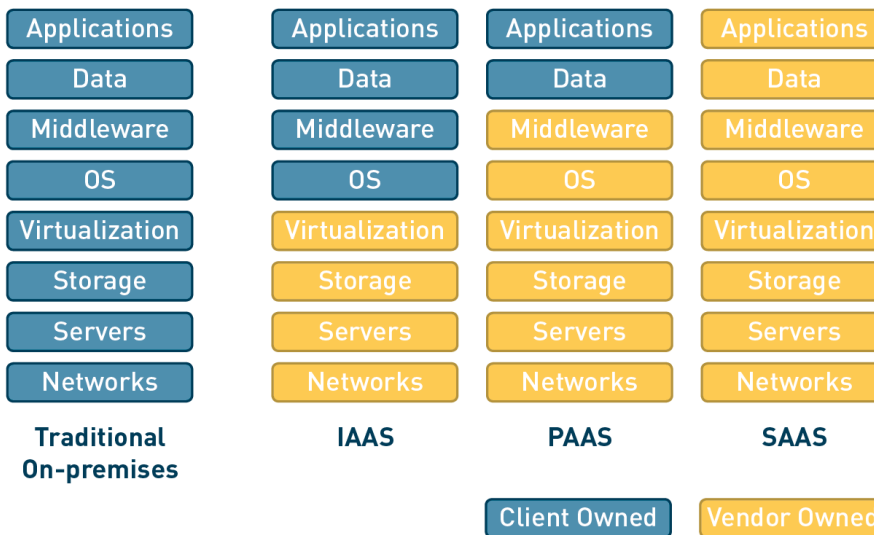 Applications Applications Applications Applications
Data Data Data Data
Middleware Middleware Middleware Middleware
OS OS OS OS
Virtualization Virtualization Virtualization Virtualization
Storage Storage Storage Storage
Servers Servers Servers Servers
Networks Networks Networks Networks
Traditional IAAS PAAS SAAS
On-premises
Client Owned Vendor Owned